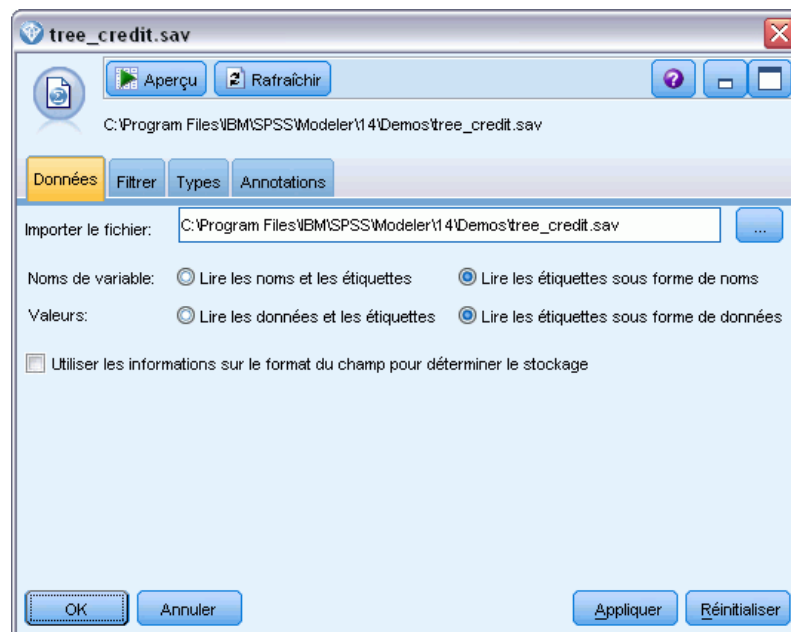 tree_credit.sav
Aperçu Rafraîchir
C:\Program Files\IBM\SPSS\Modeler\14\Demos\tree_credit.sav
Données Filtrer Types Annotations
Importer le fichier: C:\Program Files\IBM\SPSS\Modeler\14\Demos\tree_credit.sav ...
Noms de variable: Lire les noms et les étiquettes Lire les étiquettes sous forme de noms
Valeurs: Lire les données et les étiquettes Lire les étiquettes sous forme de données
Utiliser les informations sur le format du champ pour déterminer le stockage
OK Annuler Appliquer Réinitialiser